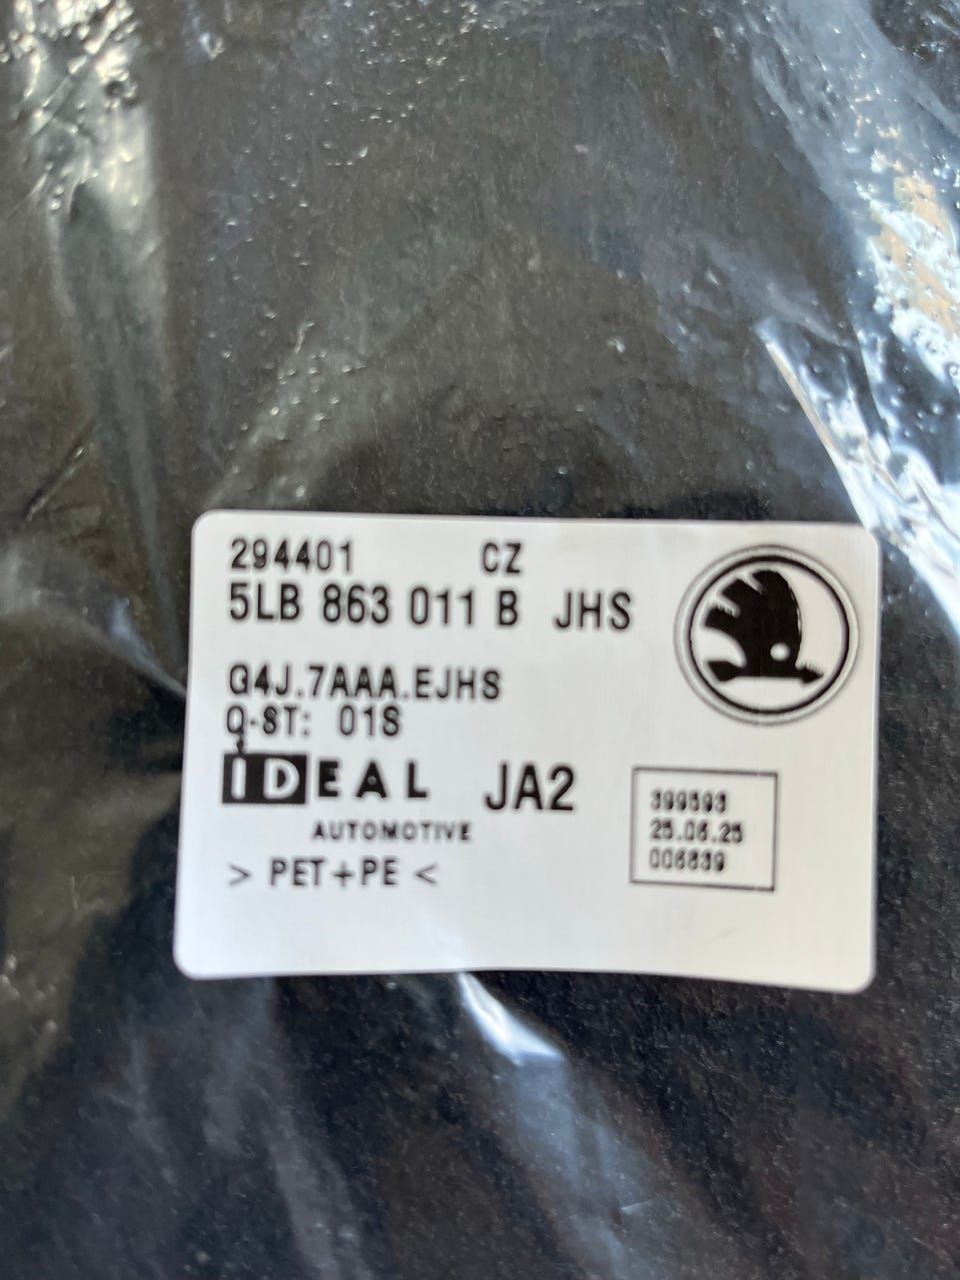 294401 CZ
5LB 863 011 B JHS
G4J.7AAA.EJHS
Q-ST: 01S
IDEAL JA2
AUTOMOTIVE
> PET+PE <
399593
25.06.25
006839